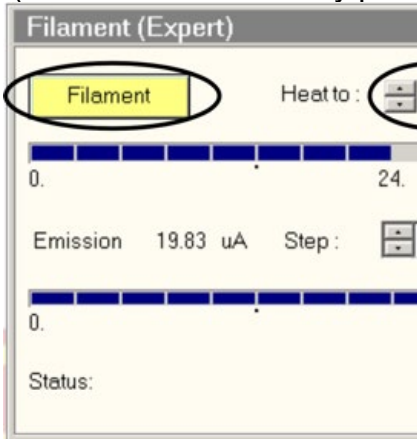 Filament (Expert)
Filament Heat to :
0. 24.
Emission 19.83 uA Step :
0.
Status: